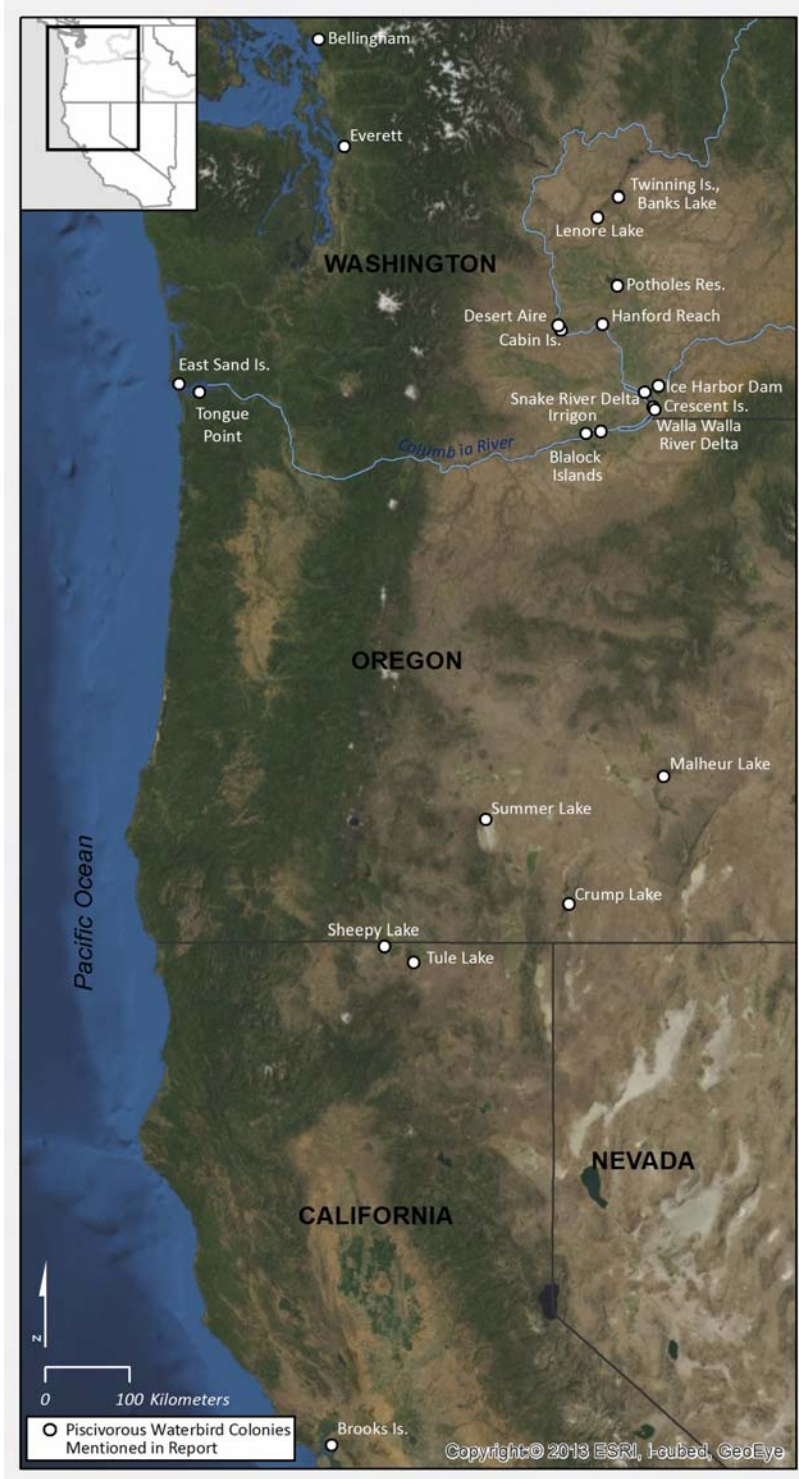 Bellingham
Everett
Twinning Is.,
Banks Lake
Lenore Lake
WASHINGTON
Potholes Res.
Desert Aire
Hanford Reach
Cabin Is.
East Sand Is.
Tongue
Point
Ice Harbor Dam
Snake River Delta
Crescent Is.
Irrigon
Walla Walla
River Delta
Columbia River
Blalock
Islands
OREGON
Malheur Lake
Summer Lake
Crump Lake
Pacific Ocean
Sheepy Lake
Tule Lake
NEVADA
CALIFORNIA
N
0 100 Kilometers
Piscivorous Waterbird Colonies
Mentioned in Report
Brooks Is.
Copyright:© 2013 ESRI, i-cubed, GeoEye